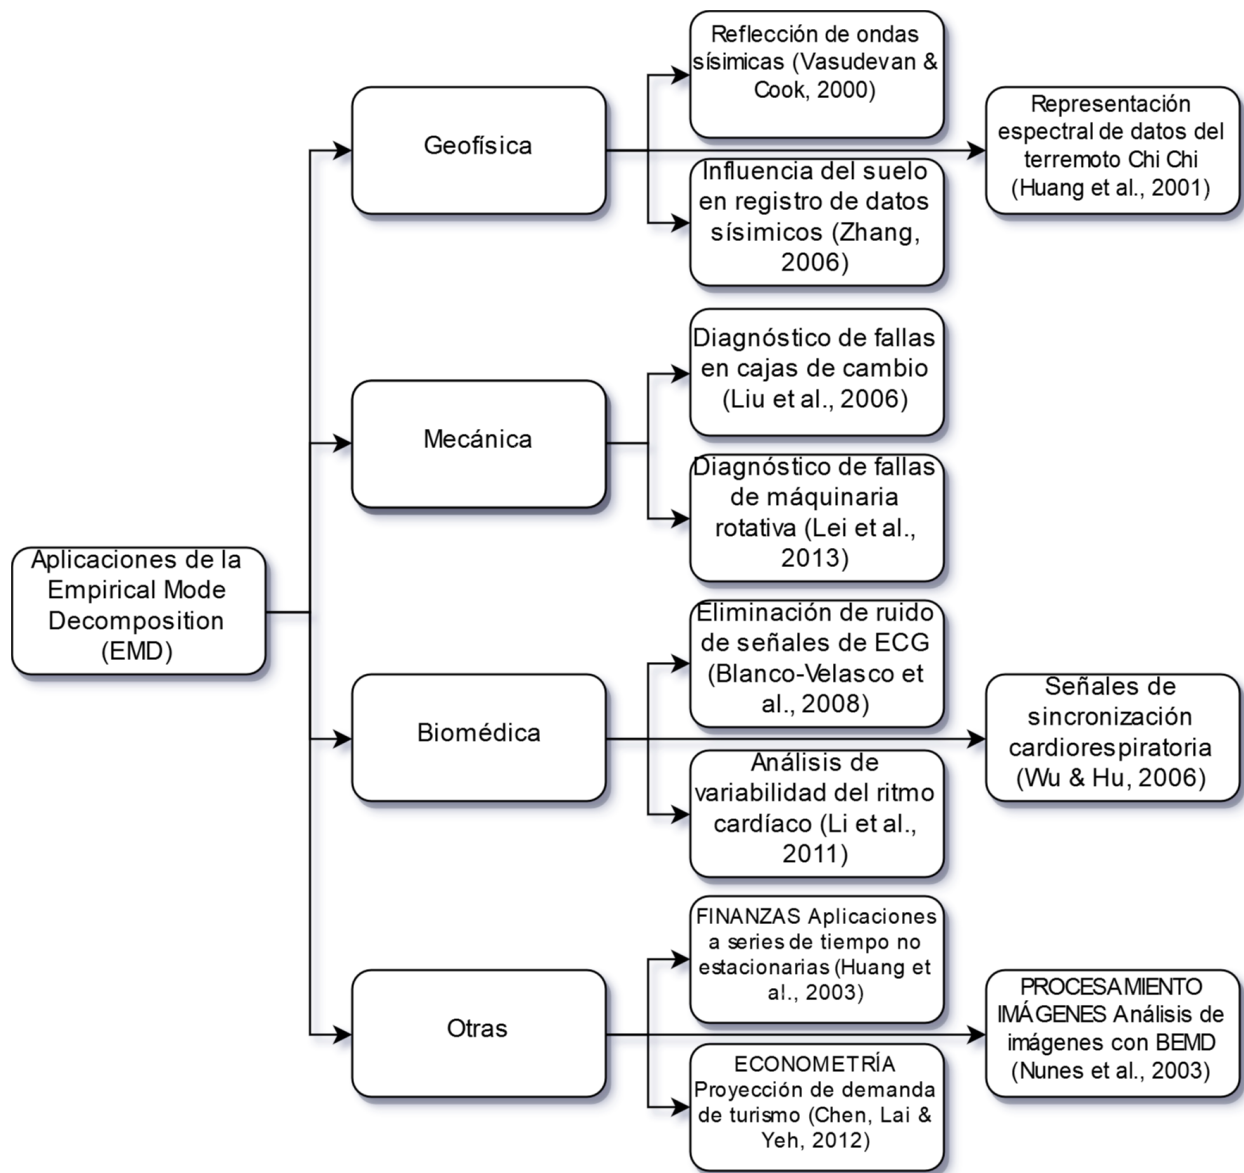 Aplicaciones de la
Empirical Mode
Decomposition
(EMD)
Geofísica
Reflección de ondas
sísimicas (Vasudevan &
Cook, 2000)
Influencia del suelo
en registro de datos
sísimicos (Zhang,
2006)
Representación
espectral de datos del
terremoto Chi Chi
(Huang et al., 2001)
Mecánica
Diagnóstico de fallas
en cajas de cambio
(Liu et al., 2006)
Diagnóstico de fallas
de máquinaria
rotativa (Lei et al.,
2013)
Biomédica
Eliminación de ruido
de señales de ECG
(Blanco-Velasco et
al., 2008)
Análisis de
variabilidad del ritmo
cardíaco (Li et al.,
2011)
Señales de
sincronización
cardiorespiratoria
(Wu & Hu, 2006)
Otras
FINANZAS Aplicaciones
a series de tiempo no
estacionarias (Huang et
al., 2003)
ECONOMETRÍA
Proyección de demanda
de turismo (Chen, Lai &
Yeh, 2012)
PROCESAMIENTO
IMÁGENES Análisis de
imágenes con BEMD
(Nunes et al., 2003)